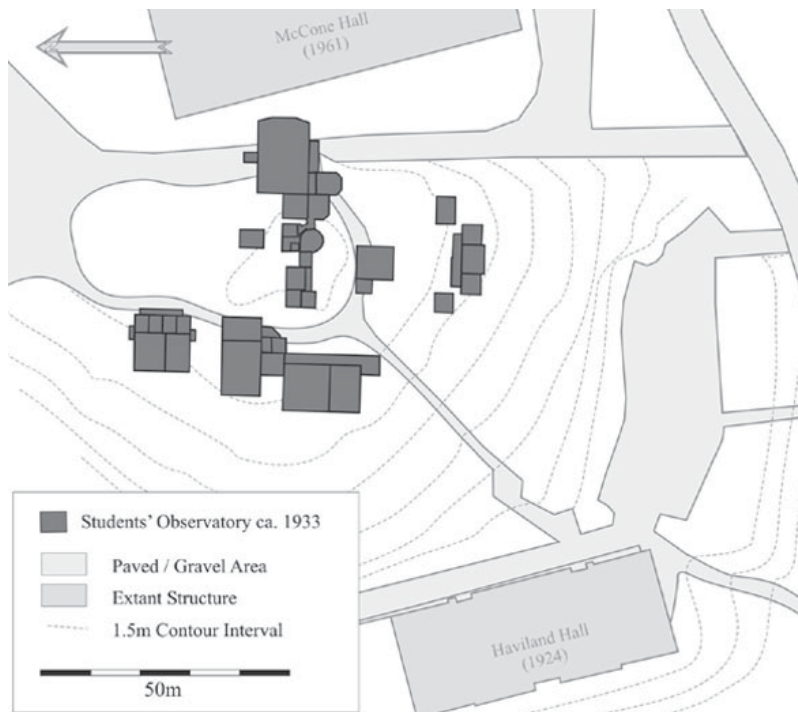 McCone Hall
(1961)
Students' Observatory ca. 1933
Paved / Gravel Area
Extant Structure
1.5m Contour Interval
50m
Haviland Hall
(1924)